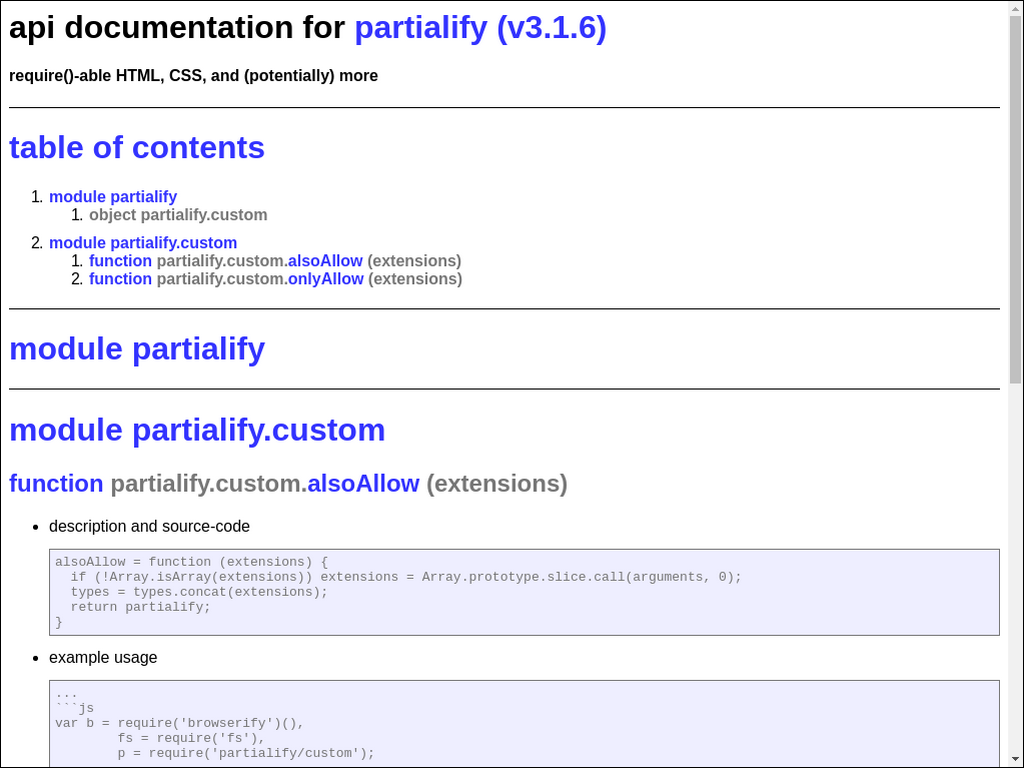 api documentation for partialify (v3.1.6)
require()-able HTML, CSS, and (potentially) more
table of contents
1. module partialify
1. object partialify.custom
2. module partialify.custom
1. function partialify.custom.alsoAllow (extensions)
2. function partialify.custom.onlyAllow (extensions)
module partialify
module partialify.custom
function partialify.custom.alsoAllow (extensions)
• description and source-code
alsoAllow = function (extensions) {
  if (!Array.isArray(extensions)) extensions = Array.prototype.slice.call(arguments, 0);
  types = types.concat(extensions);
  return partialify;
}
• example usage
...
```js
var b = require('browserify')(),
        fs = require('fs'),
        p = require('partialify/custom');